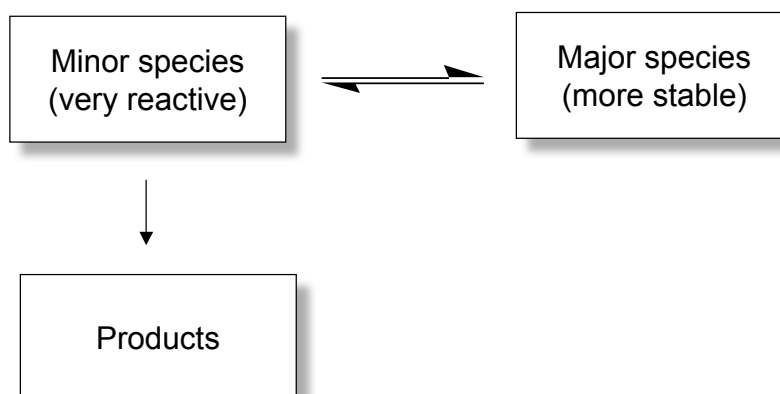 Minor species
(very reactive)
Major species
(more stable)
Products